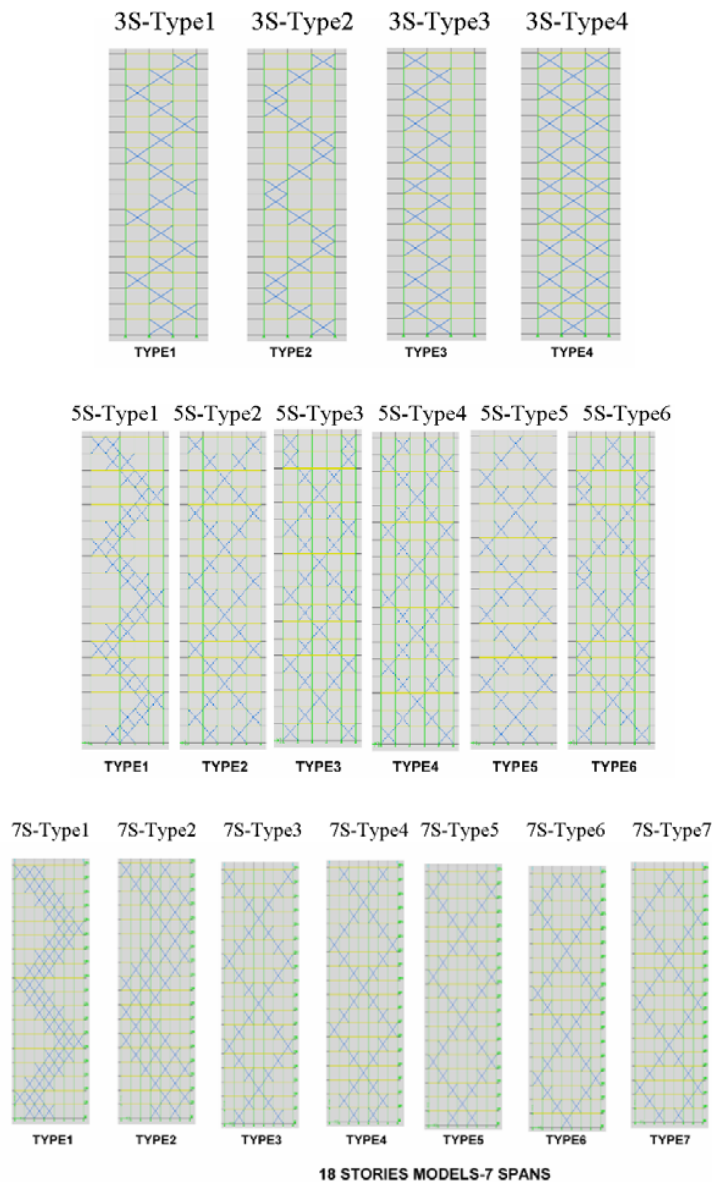 3S-Type1 3S-Type2 3S-Type3 3S-Type4
TYPE1 TYPE2 TYPE3 TYPE4
5S-Type1 5S-Type2 5S-Type3 5S-Type4 5S-Type5 5S-Type6
TYPE1 TYPE2 TYPE3 TYPE4 TYPE5 TYPE6
7S-Type1 7S-Type2 7S-Type3 7S-Type4 7S-Type5 7S-Type6 7S-Type7
TYPE1 TYPE2 TYPE3 TYPE4 TYPE5 TYPE6 TYPE7
18 STORIES MODELS-7 SPANS